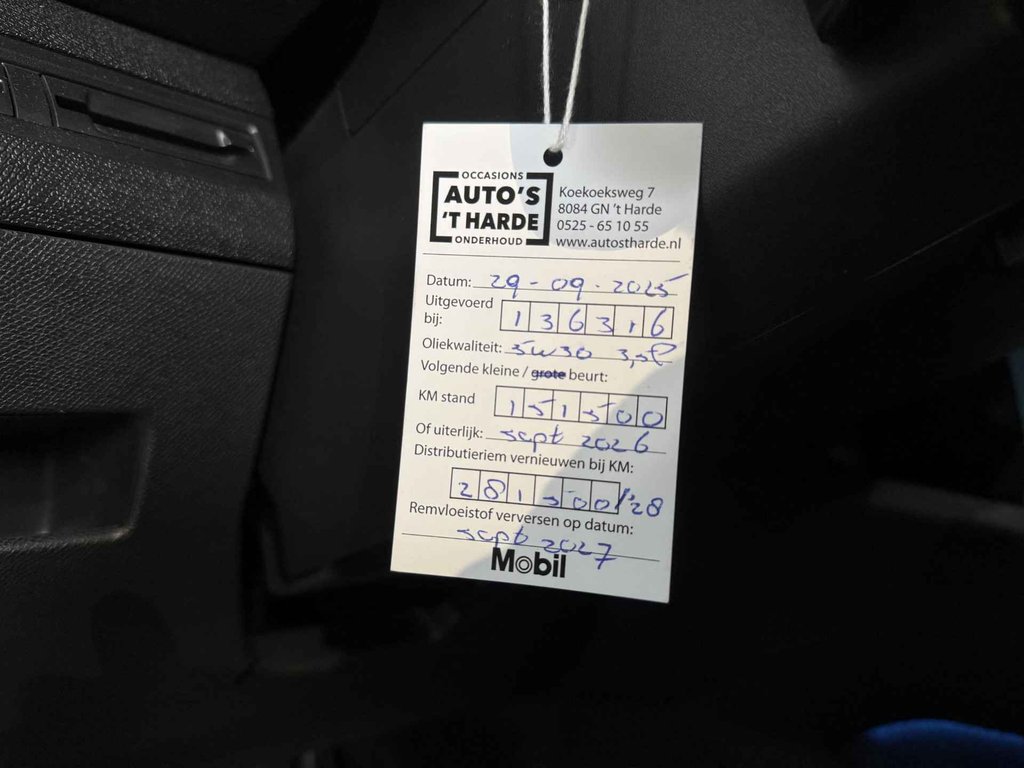 OCCASIONS
AUTO'S
'T HARDE
ONDERHOUD
Koekoeksweg 7
8084 GN 't Harde
0525 - 65 10 55
www.autostharde.nl
Datum: 29 - 09 - 2025
Uitgevoerd bij: 136316
Oliekwaliteit: 5w30 3,5l
Volgende kleine / grote beurt:
KM stand 151500
Of uiterlijk: sept 2026
Distributieriem vernieuwen bij KM:
281500/'28
Remvloeistof verversen op datum:
sept 2027
Mobil